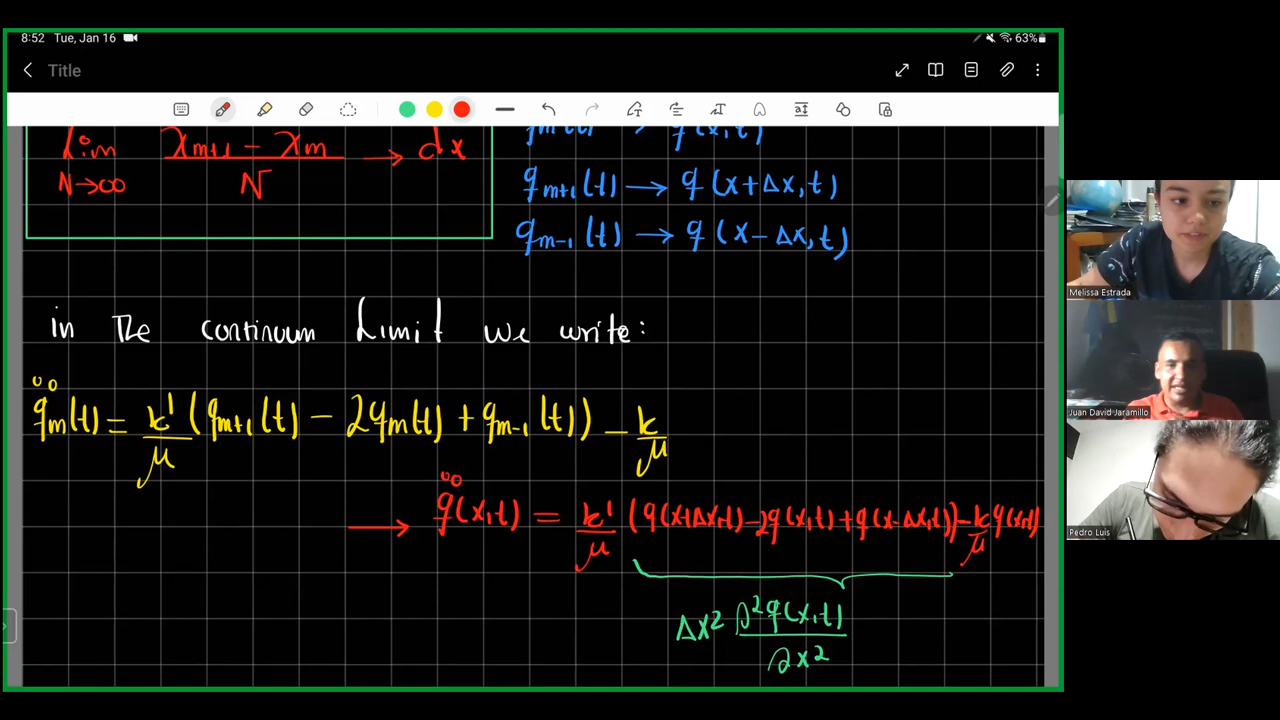 8:52 Tue, Jan 16
63%
Title
Lim N→∞ (x_{m+1} − x_m)/N → dx
q_{m+1}(t) → q(x+Δx,t)
q_{m-1}(t) → q(x−Δx,t)
in The continuum Limit we write:
q̈_m(t) = k'/μ (q_{m+1}(t) − 2q_m(t) + q_{m-1}(t)) − k/μ
→ q̈(x,t) = k'/μ (q(x+Δx,t) − 2q(x,t) + q(x−Δx,t)) − k/μ q(x,t)
Δx² ∂²q(x,t)/∂x²
Melissa Estrada
Juan David Jaramillo
Pedro Luis